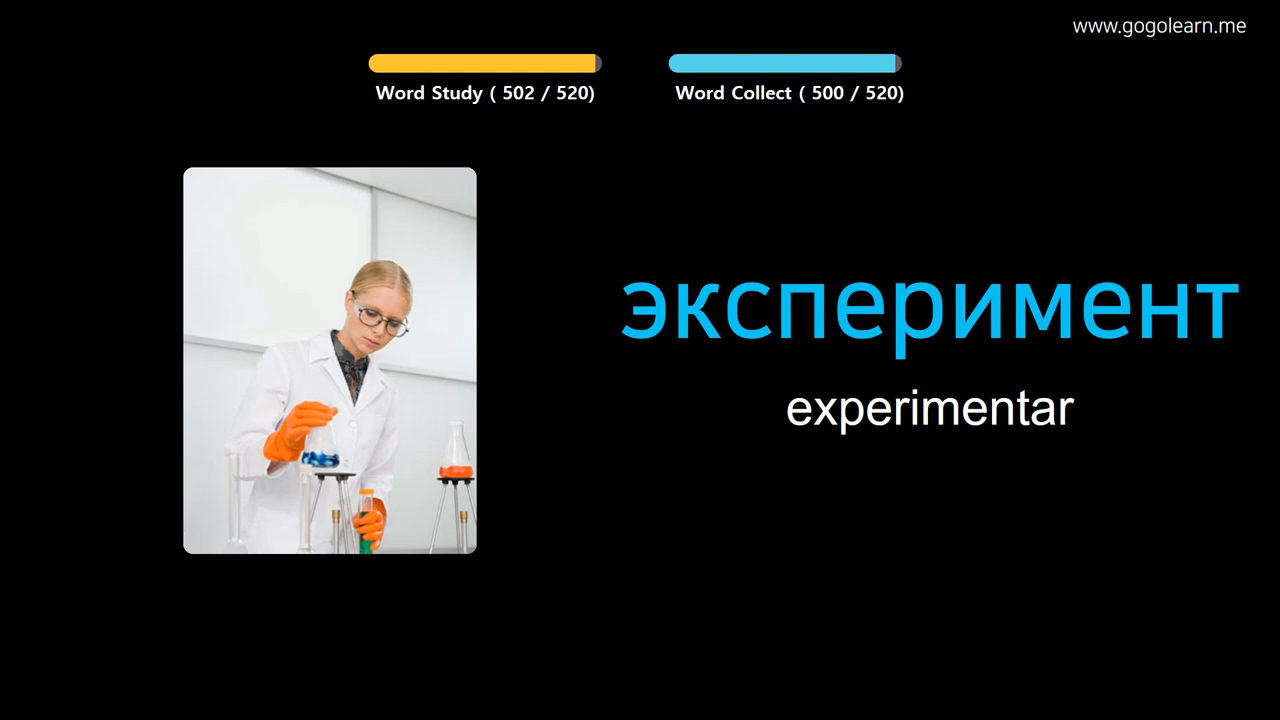 www.gogolearn.me
Word Study ( 502 / 520)
Word Collect ( 500 / 520)
эксперимент
experimentar